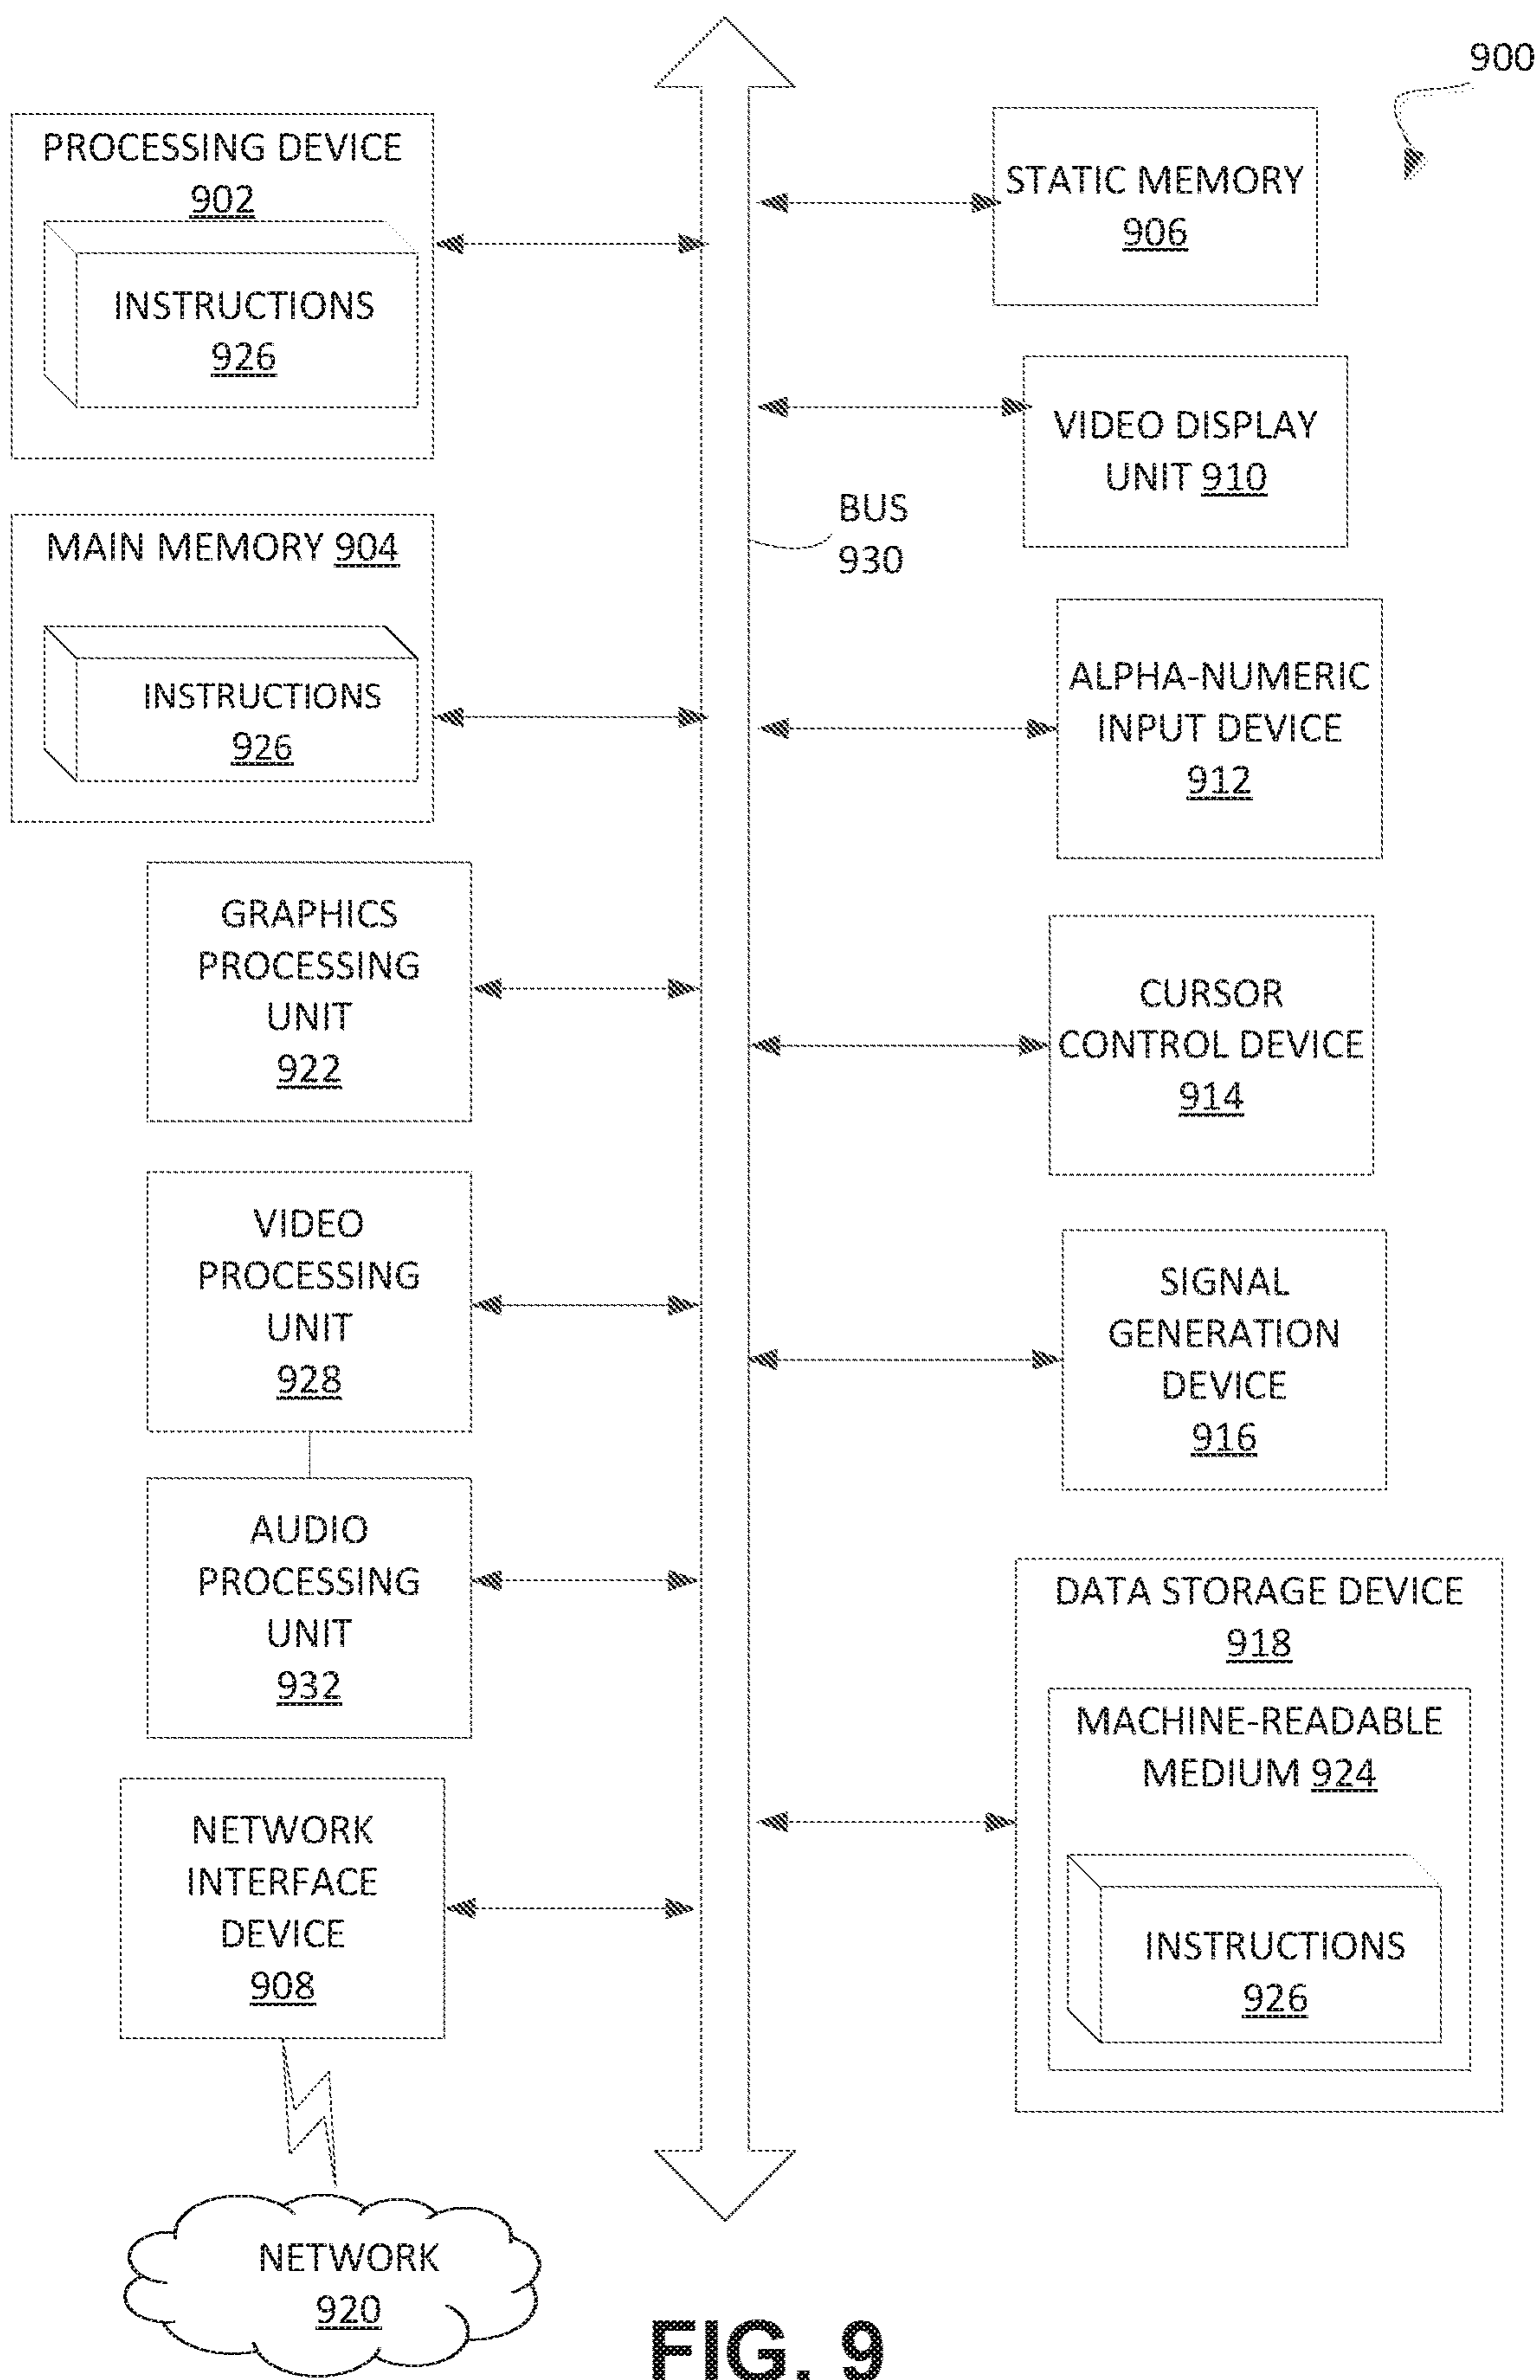 900
PROCESSING DEVICE
902
INSTRUCTIONS
926
MAIN MEMORY 904
INSTRUCTIONS
926
GRAPHICS
PROCESSING
UNIT
922
VIDEO
PROCESSING
UNIT
928
AUDIO
PROCESSING
UNIT
932
NETWORK
INTERFACE
DEVICE
908
NETWORK
920
BUS
930
STATIC MEMORY
906
VIDEO DISPLAY
UNIT 910
ALPHA-NUMERIC
INPUT DEVICE
912
CURSOR
CONTROL DEVICE
914
SIGNAL
GENERATION
DEVICE
916
DATA STORAGE DEVICE
918
MACHINE-READABLE
MEDIUM 924
INSTRUCTIONS
926
FIG. 9